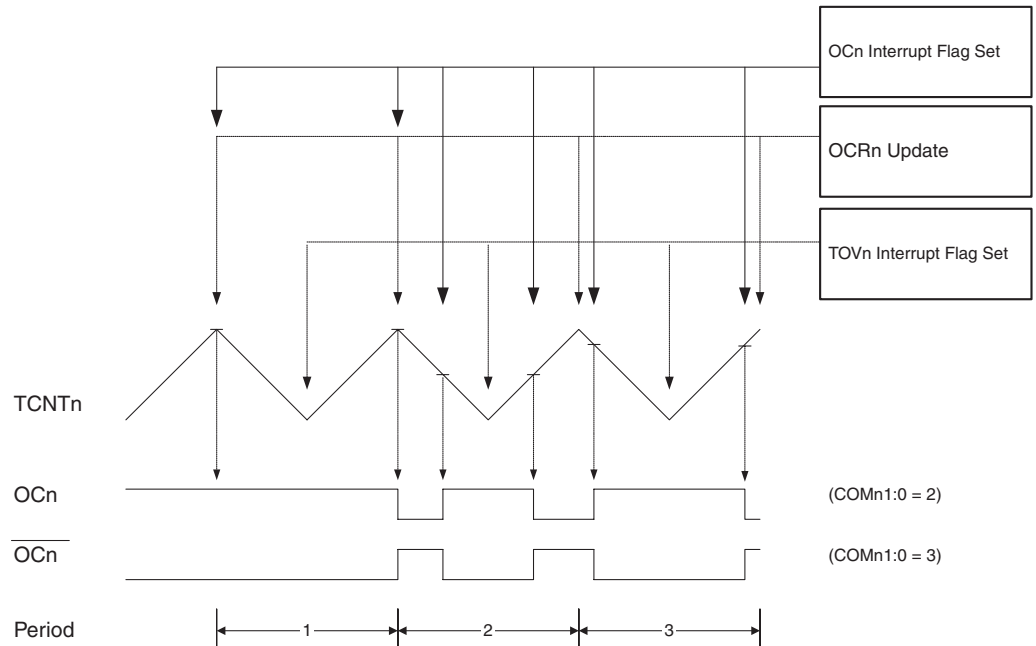 OCn Interrupt Flag Set
OCRn Update
TOVn Interrupt Flag Set
TCNTn
OCn
(COMn1:0 = 2)
OCn
(COMn1:0 = 3)
Period
1
2
3